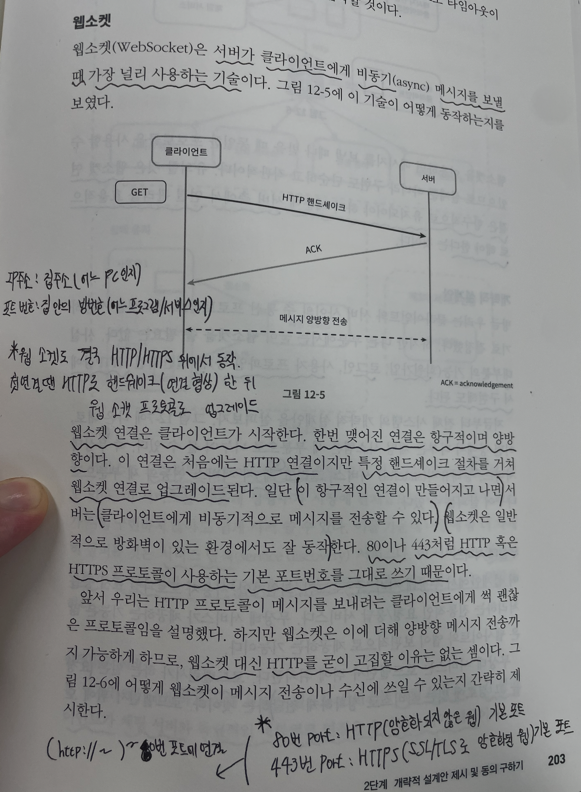 타임아웃이
할 것이다.
웹소켓
웹소켓(WebSocket)은 서버가 클라이언트에게 비동기(async) 메시지를 보낼
때 가장 널리 사용하는 기술이다. 그림 12-5에 이 기술이 어떻게 동작하는지를
보였다.
클라이언트
서버
GET
HTTP 핸드셰이크
ACK
IP주소 : 집주소 (어느 PC인지)
포트 번호 : 집 안의 방번호 (어느 프로그램/서비스인지)
메시지 양방향 전송
*웹 소켓도 결국 HTTP/HTTPS 위에서 동작.
첫연결땐 HTTP로 핸드쉐이크 (연결 협상) 한 뒤
웹 소켓 프로토콜로 업그레이드
ACK = acknowledgement
그림 12-5
웹소켓 연결은 클라이언트가 시작한다. 한번 맺어진 연결은 항구적이며 양방
향이다. 이 연결은 처음에는 HTTP 연결이지만 특정 핸드셰이크 절차를 거쳐
웹소켓 연결로 업그레이드된다. 일단 이 항구적인 연결이 만들어지고 나면 서
버는 클라이언트에게 비동기적으로 메시지를 전송할 수 있다. 웹소켓은 일반
적으로 방화벽이 있는 환경에서도 잘 동작한다. 80이나 443처럼 HTTP 혹은
HTTPS 프로토콜이 사용하는 기본 포트번호를 그대로 쓰기 때문이다.
앞서 우리는 HTTP 프로토콜이 메시지를 보내려는 클라이언트에게 썩 괜찮
은 프로토콜임을 설명했다. 하지만 웹소켓은 이에 더해 양방향 메시지 전송까
지 가능하게 하므로, 웹소켓 대신 HTTP를 굳이 고집할 이유는 없는 셈이다. 그
림 12-6에 어떻게 웹소켓이 메시지 전송이나 수신에 쓰일 수 있는지 간략히 제
시한다.
* 80번 port : HTTP (암호화되지 않은 웹) 기본 포트
(http://~) ~ 80번 포트에 연결
443번 port : HTTPS (SSL/TLS로 암호화된 웹) 기본 포트
2단계 개략적 설계안 제시 및 동의 구하기 203